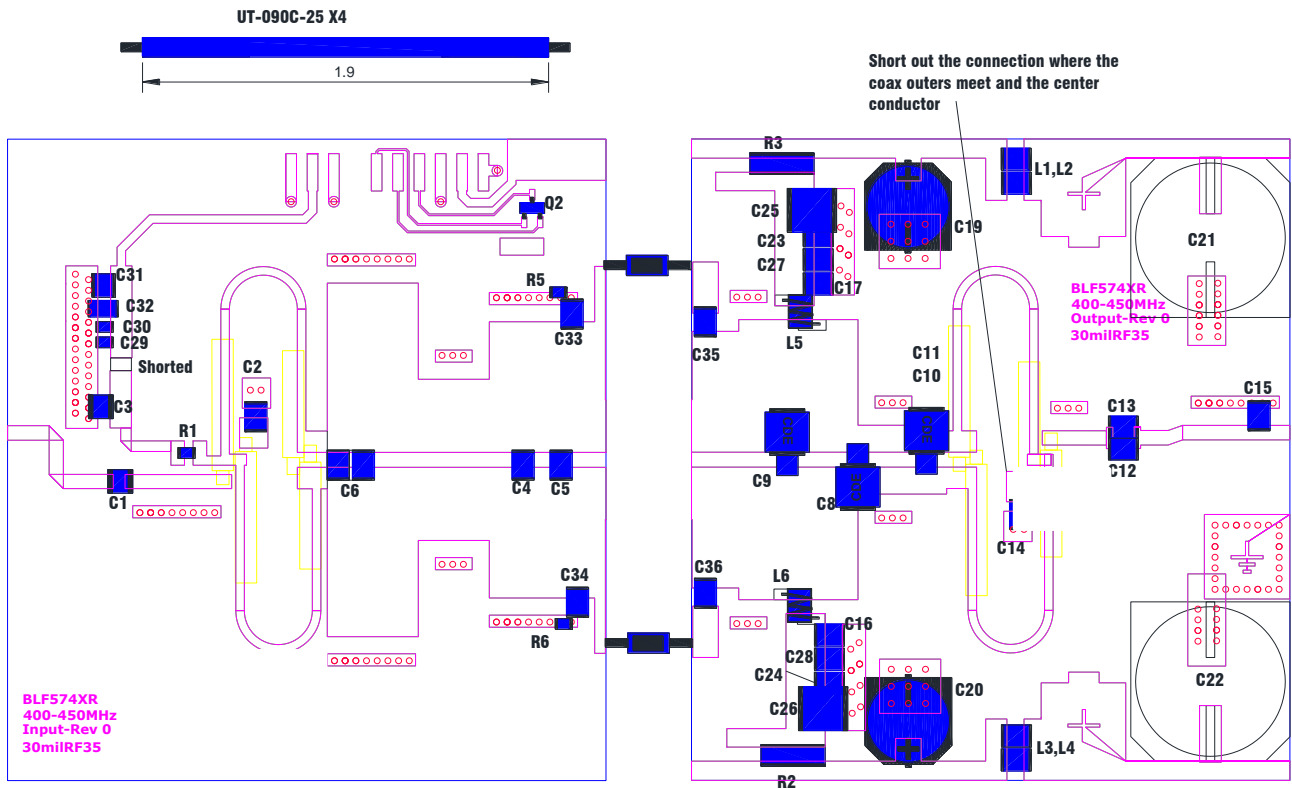 UT-090C-25 X4
1.9
Short out the connection where the
coax outers meet and the center
conductor
R3
L1,L2
C25
Q2
C19
C23
C21
C27
C31
R5
C17
BLF574XR
400-450MHz
Output-Rev 0
30milRF35
C32
C30
C29
C33
L5
C35
Shorted
C2
C11
C10
C15
C3
C13
R1
CDE
CDE
C6
C4
C5
C9
C12
C1
C8
CDE
C14
C34
C36
L6
R6
C16
C28
C24
C26
C20
C22
BLF574XR
400-450MHz
Input-Rev 0
30milRF35
L3,L4
R2